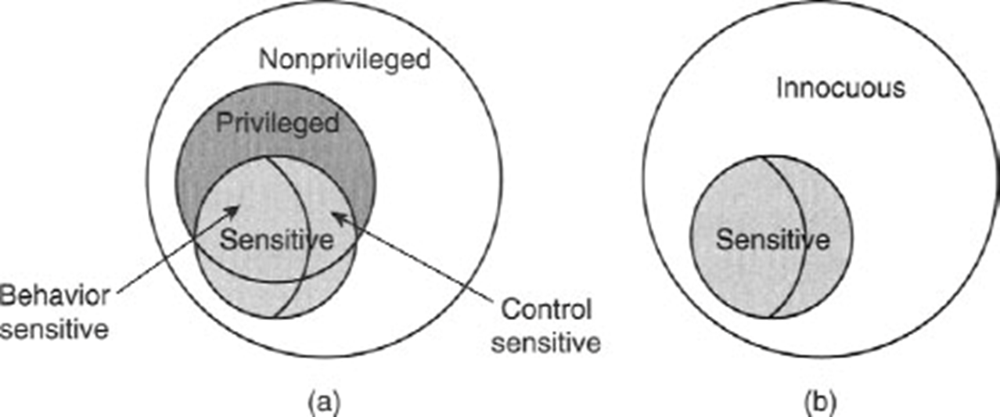 Nonprivileged
Privileged
Sensitive
Behavior
sensitive
Control
sensitive
(a)
Innocuous
Sensitive
(b)